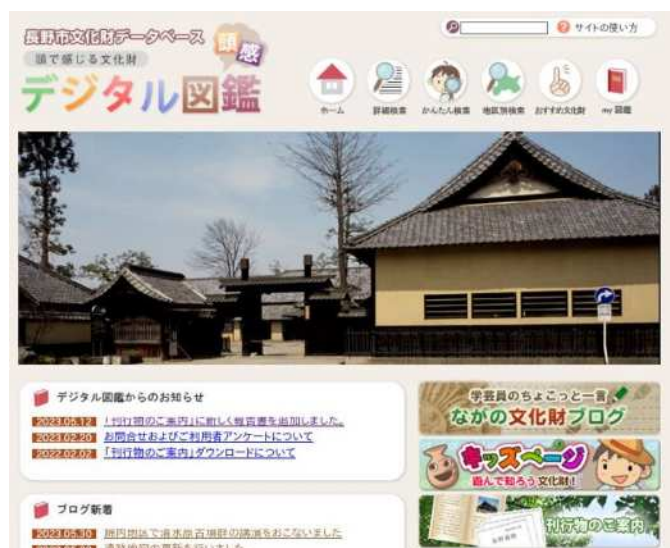 長野市文化財データベース
頭感
頭で感じる文化財
デジタル図鑑
サイトの使い方
ホーム
詳細検索
かんたん検索
地区別検索
おすすめ文化財
my 図鑑
デジタル図鑑からのお知らせ
2023.05.12 「刊行物のご案内」に新しく報告書を追加しました。
2023.02.20 お問合せおよびご利用者アンケートについて
2022.02.02 「刊行物のご案内」ダウンロードについて
学芸員のちょこっと一言
ながの文化財ブログ
キッズページ
遊んで知ろう文化財!
刊行物のご案内
ブログ新着
2023.05.30